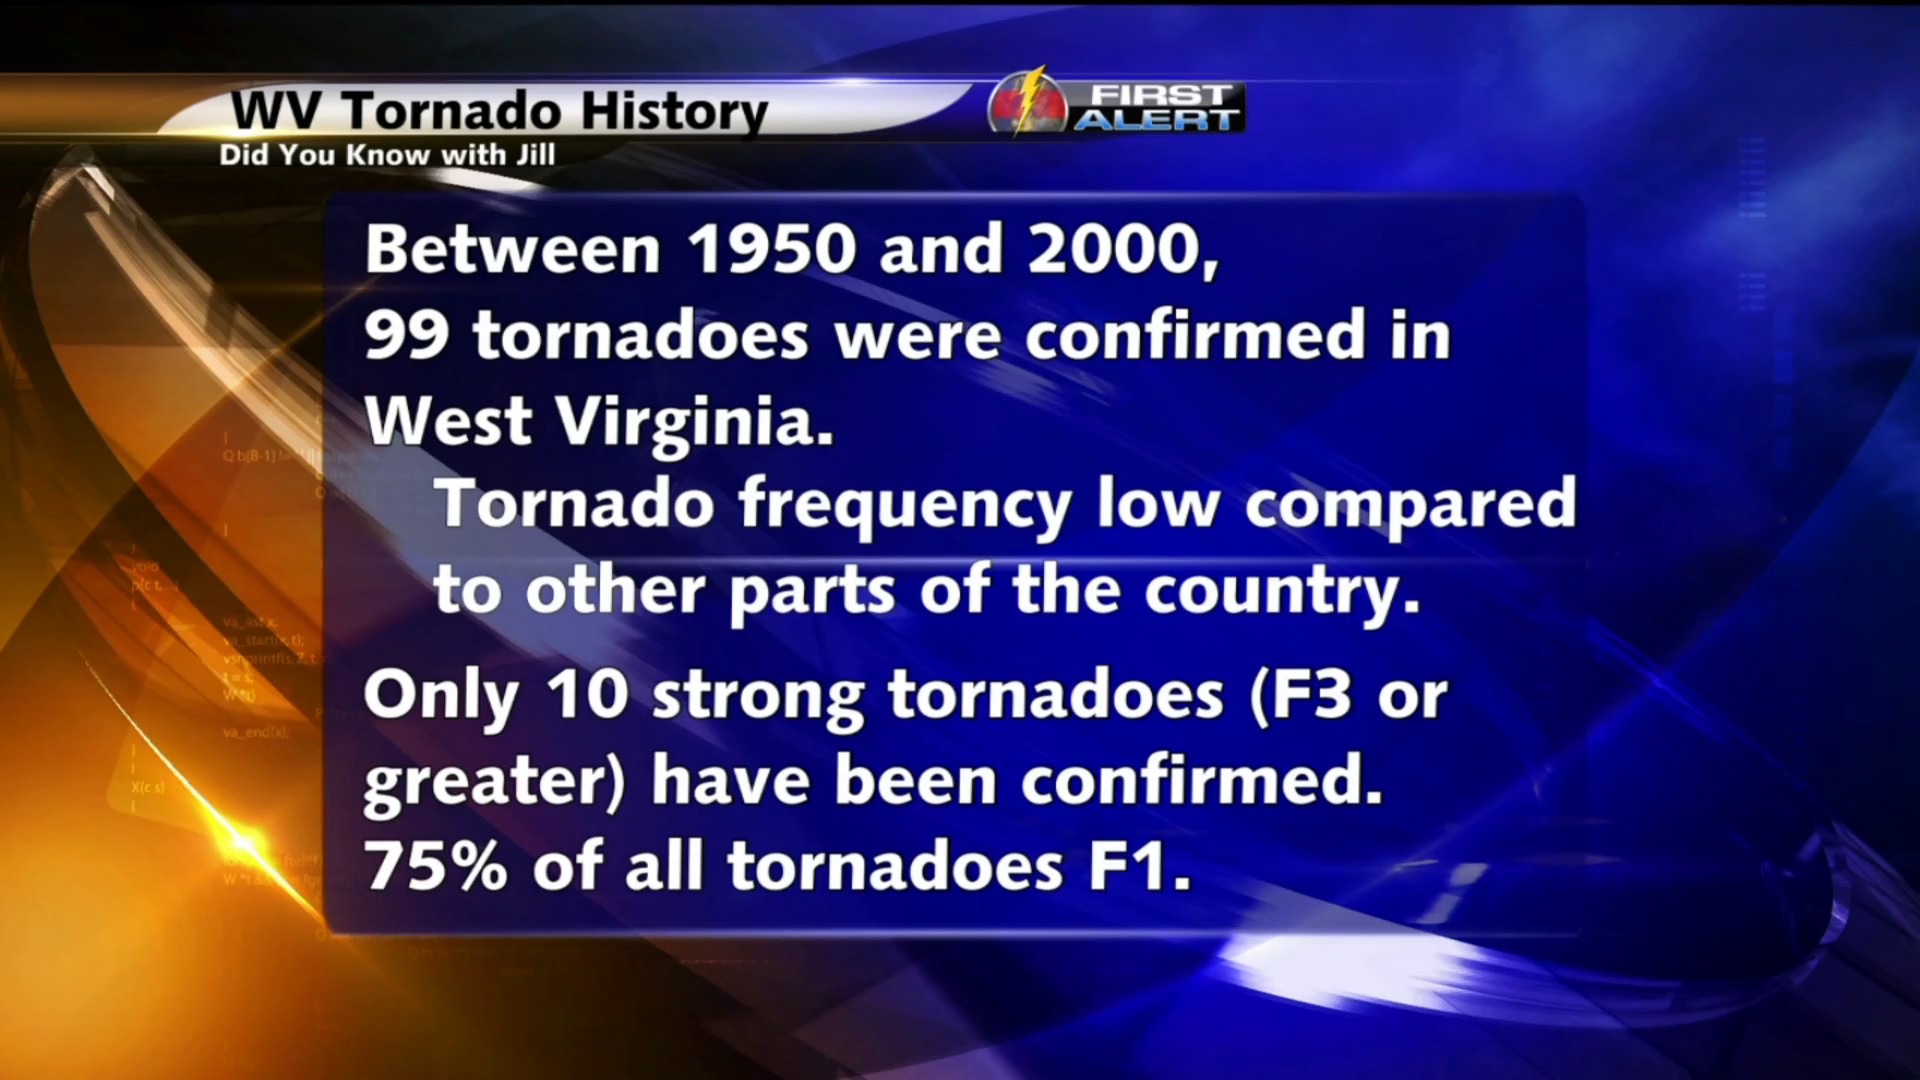 WV Tornado History
FIRST
ALERT
Did You Know with Jill
Between 1950 and 2000,
99 tornadoes were confirmed in
West Virginia.
Tornado frequency low compared
to other parts of the country.
Only 10 strong tornadoes (F3 or
greater) have been confirmed.
75% of all tornadoes F1.
va_start(x, t);
va_end(x);
X(c s)